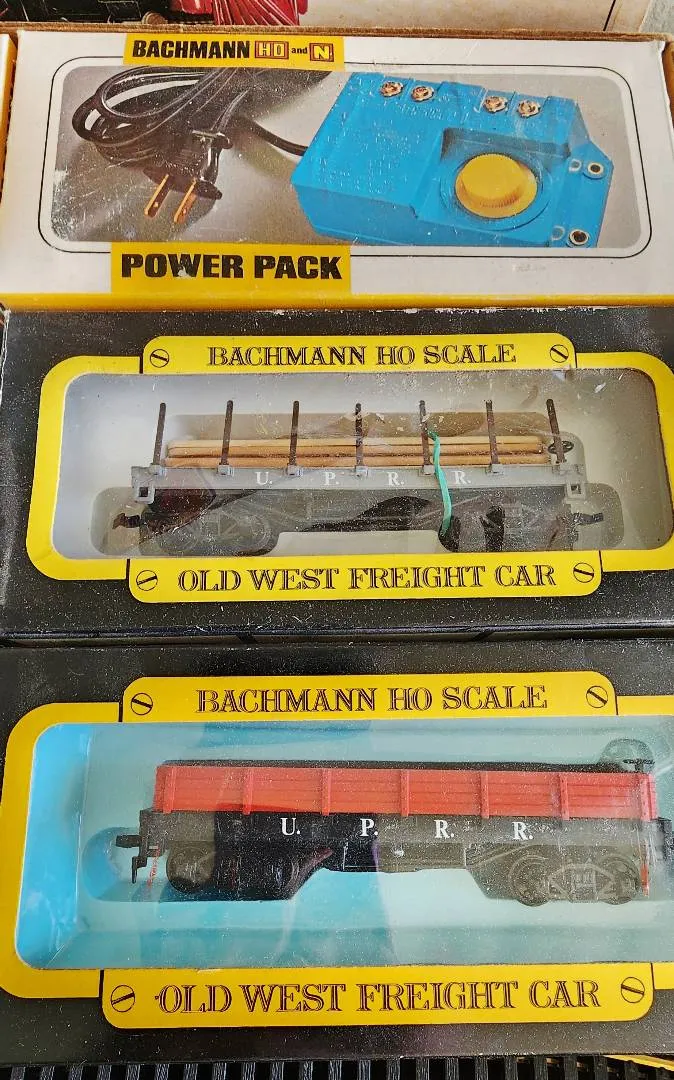 BACHMANN HO and N
POWER PACK
BACHMANN HO SCALE
U. P. R. R.
OLD WEST FREIGHT CAR
BACHMANN HO SCALE
U. P. R. R.
OLD WEST FREIGHT CAR